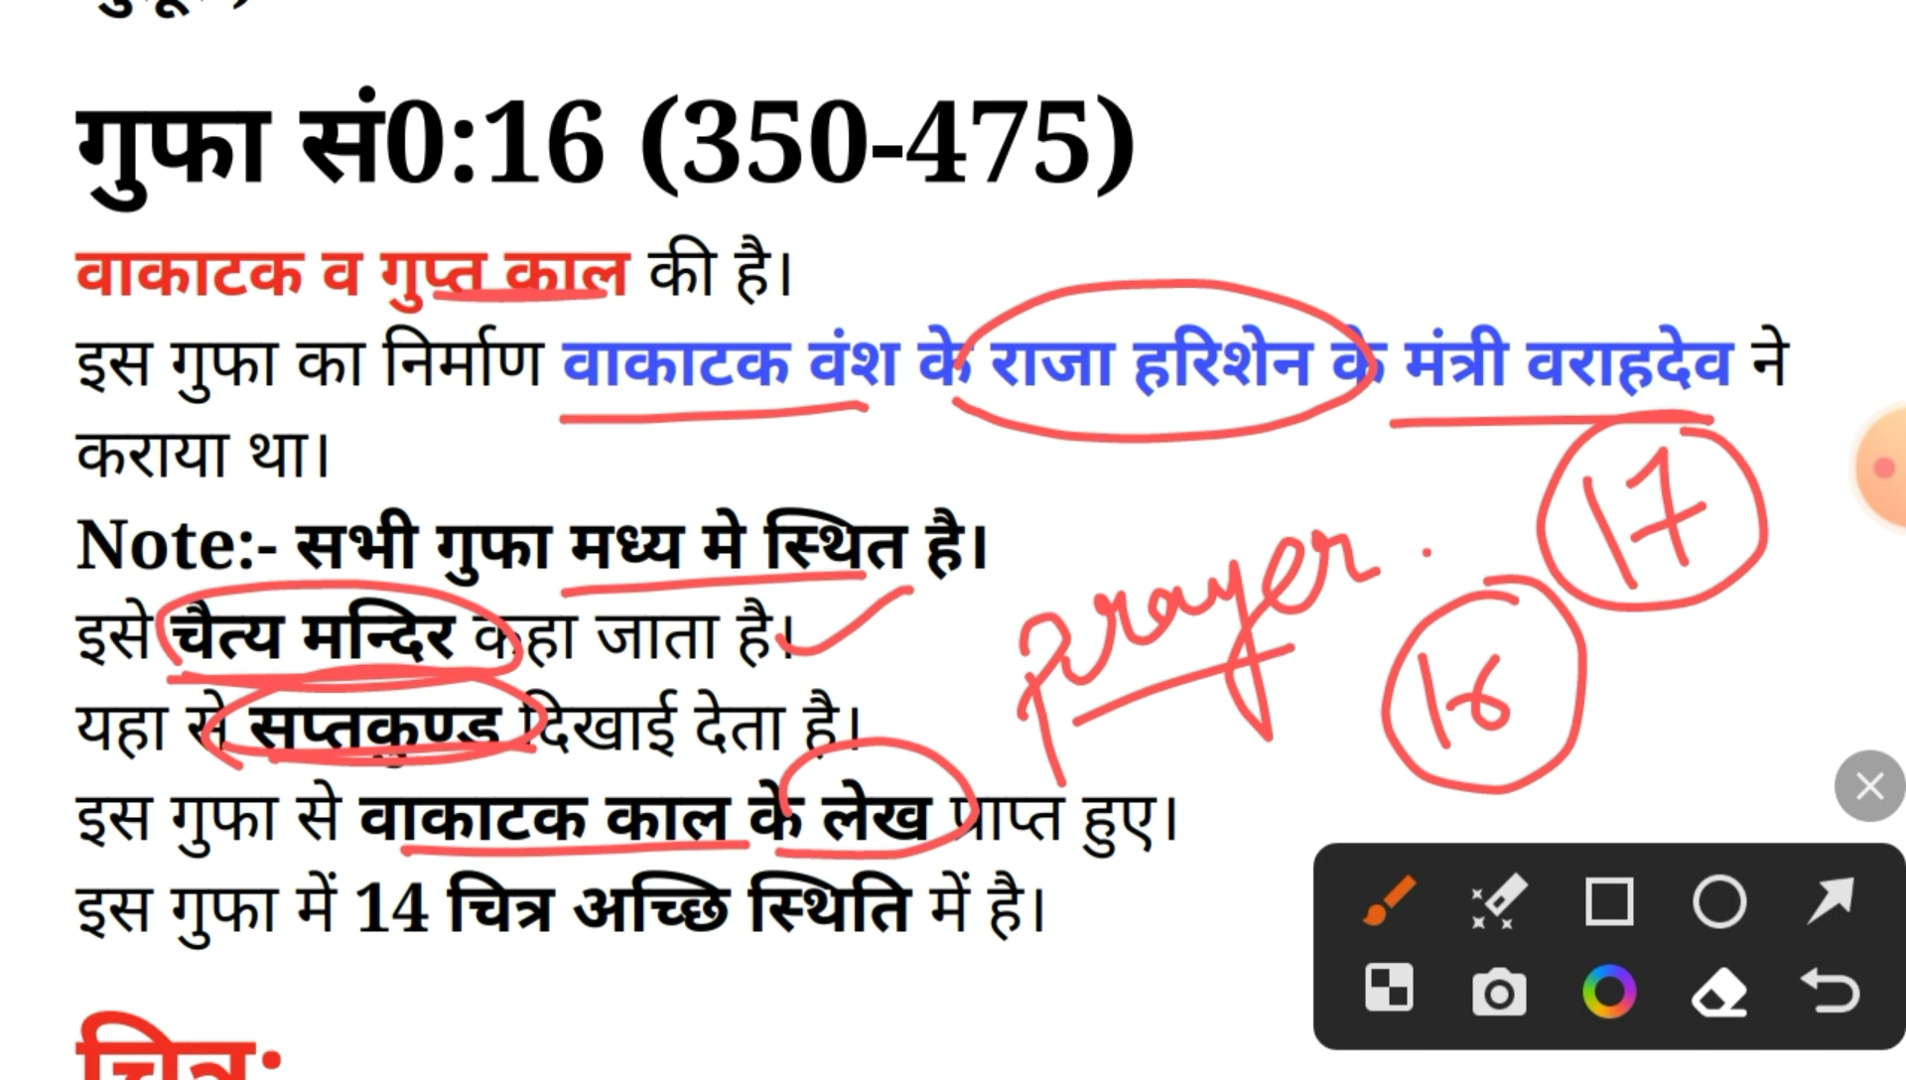 गुफा सं0:16 (350-475)
वाकाटक व गुप्त काल की है।
इस गुफा का निर्माण वाकाटक वंश के राजा हरिशेन के मंत्री वराहदेव ने
कराया था।
Note:- सभी गुफा मध्य मे स्थित है।
इसे चैत्य मन्दिर कहा जाता है।
यहा से सप्तकुण्ड दिखाई देता है।
इस गुफा से वाकाटक काल के लेख प्राप्त हुए।
इस गुफा में 14 चित्र अच्छि स्थिति में है।
prayer.
17
16
चित्र: